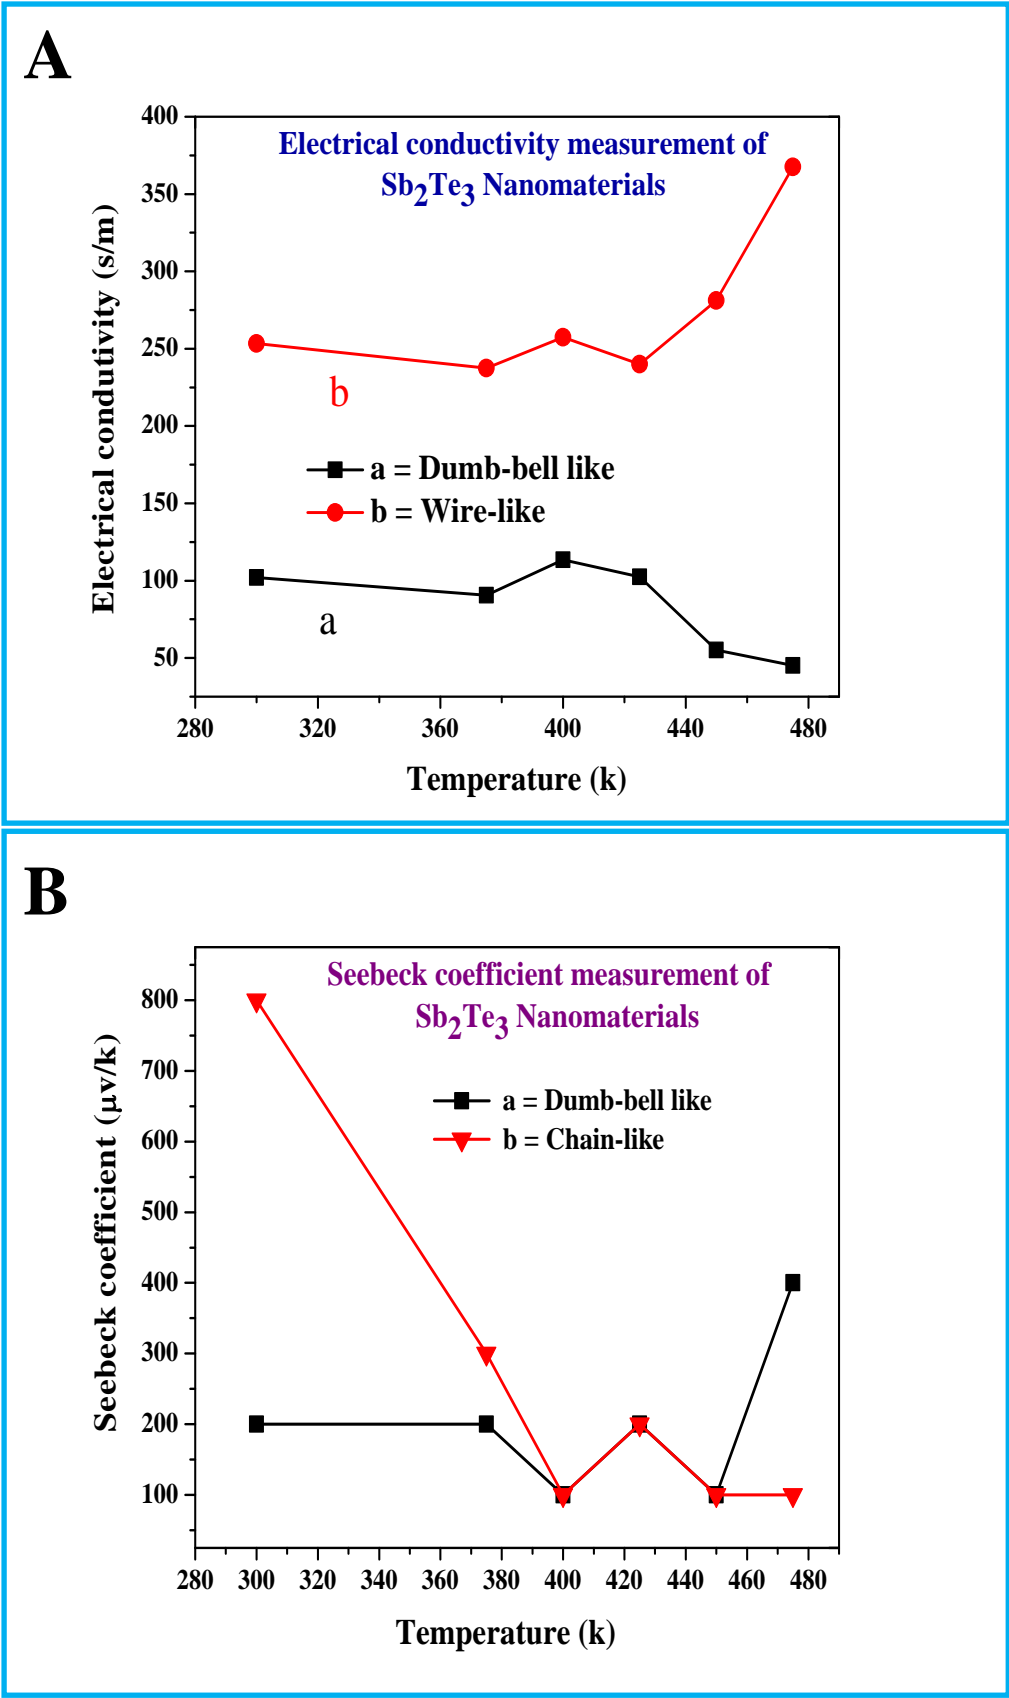 A
Electrical conductivity measurement of
Sb₂Te₃ Nanomaterials
400
350
300
250
200
150
100
50
Electrical condutivity (s/m)
b
a = Dumb-bell like
b = Wire-like
a
280 320 360 400 440 480
Temperature (k)
B
Seebeck coefficient measurement of
Sb₂Te₃ Nanomaterials
800
700
600
500
400
300
200
100
Seebeck coefficient (μv/k)
a = Dumb-bell like
b = Chain-like
280 300 320 340 360 380 400 420 440 460 480
Temperature (k)